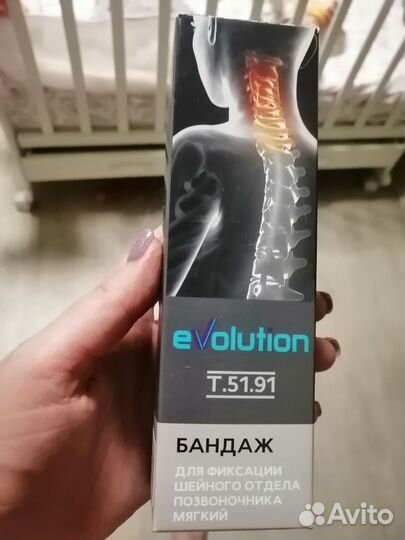 evolution
Т.51.91
БАНДАЖ
ДЛЯ ФИКСАЦИИ
ШЕЙНОГО ОТДЕЛА
ПОЗВОНОЧНИКА
МЯГКИЙ
Avito